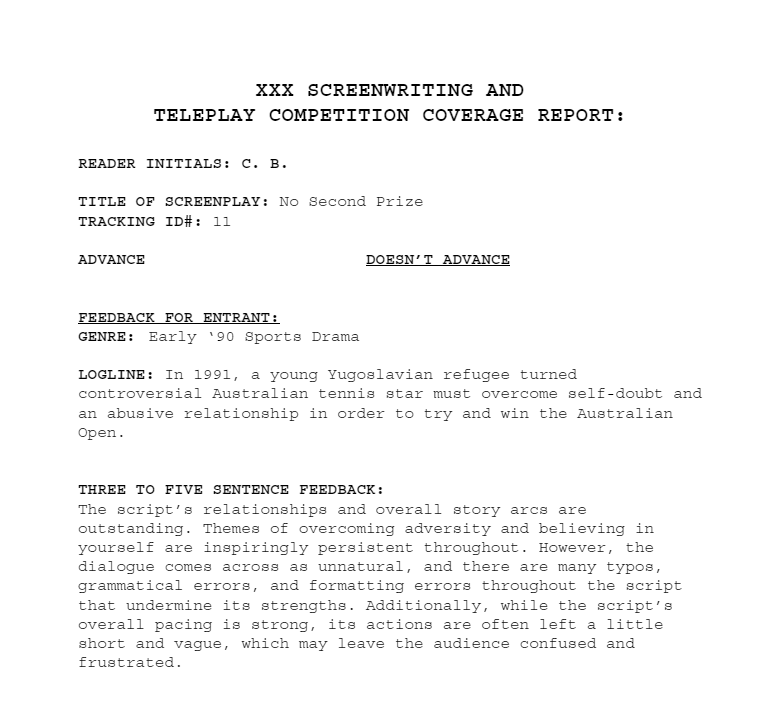 XXX SCREENWRITING AND
TELEPLAY COMPETITION COVERAGE REPORT:
READER INITIALS: C. B.
TITLE OF SCREENPLAY: No Second Prize
TRACKING ID#: 11
ADVANCE DOESN’T ADVANCE
FEEDBACK FOR ENTRANT:
GENRE: Early ‘90 Sports Drama
LOGLINE: In 1991, a young Yugoslavian refugee turned
controversial Australian tennis star must overcome self-doubt and
an abusive relationship in order to try and win the Australian
Open.
THREE TO FIVE SENTENCE FEEDBACK:
The script’s relationships and overall story arcs are
outstanding. Themes of overcoming adversity and believing in
yourself are inspiringly persistent throughout. However, the
dialogue comes across as unnatural, and there are many typos,
grammatical errors, and formatting errors throughout the script
that undermine its strengths. Additionally, while the script’s
overall pacing is strong, its actions are often left a little
short and vague, which may leave the audience confused and
frustrated.